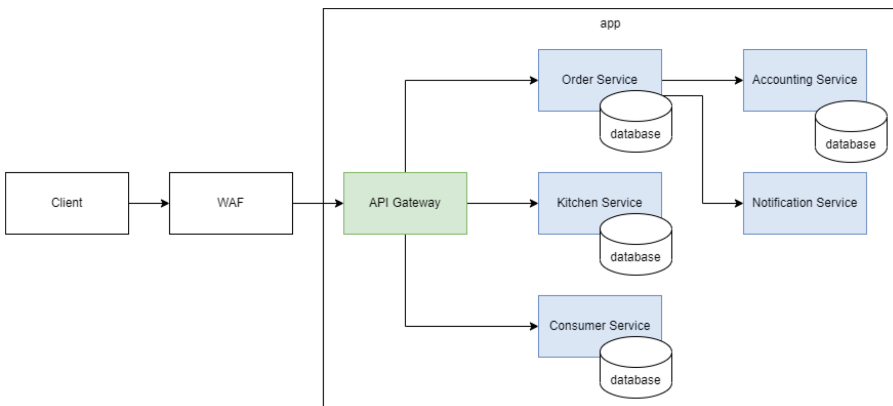 app
Order Service
Accounting Service
database
database
Client
WAF
API Gateway
Kitchen Service
Notification Service
database
Consumer Service
database